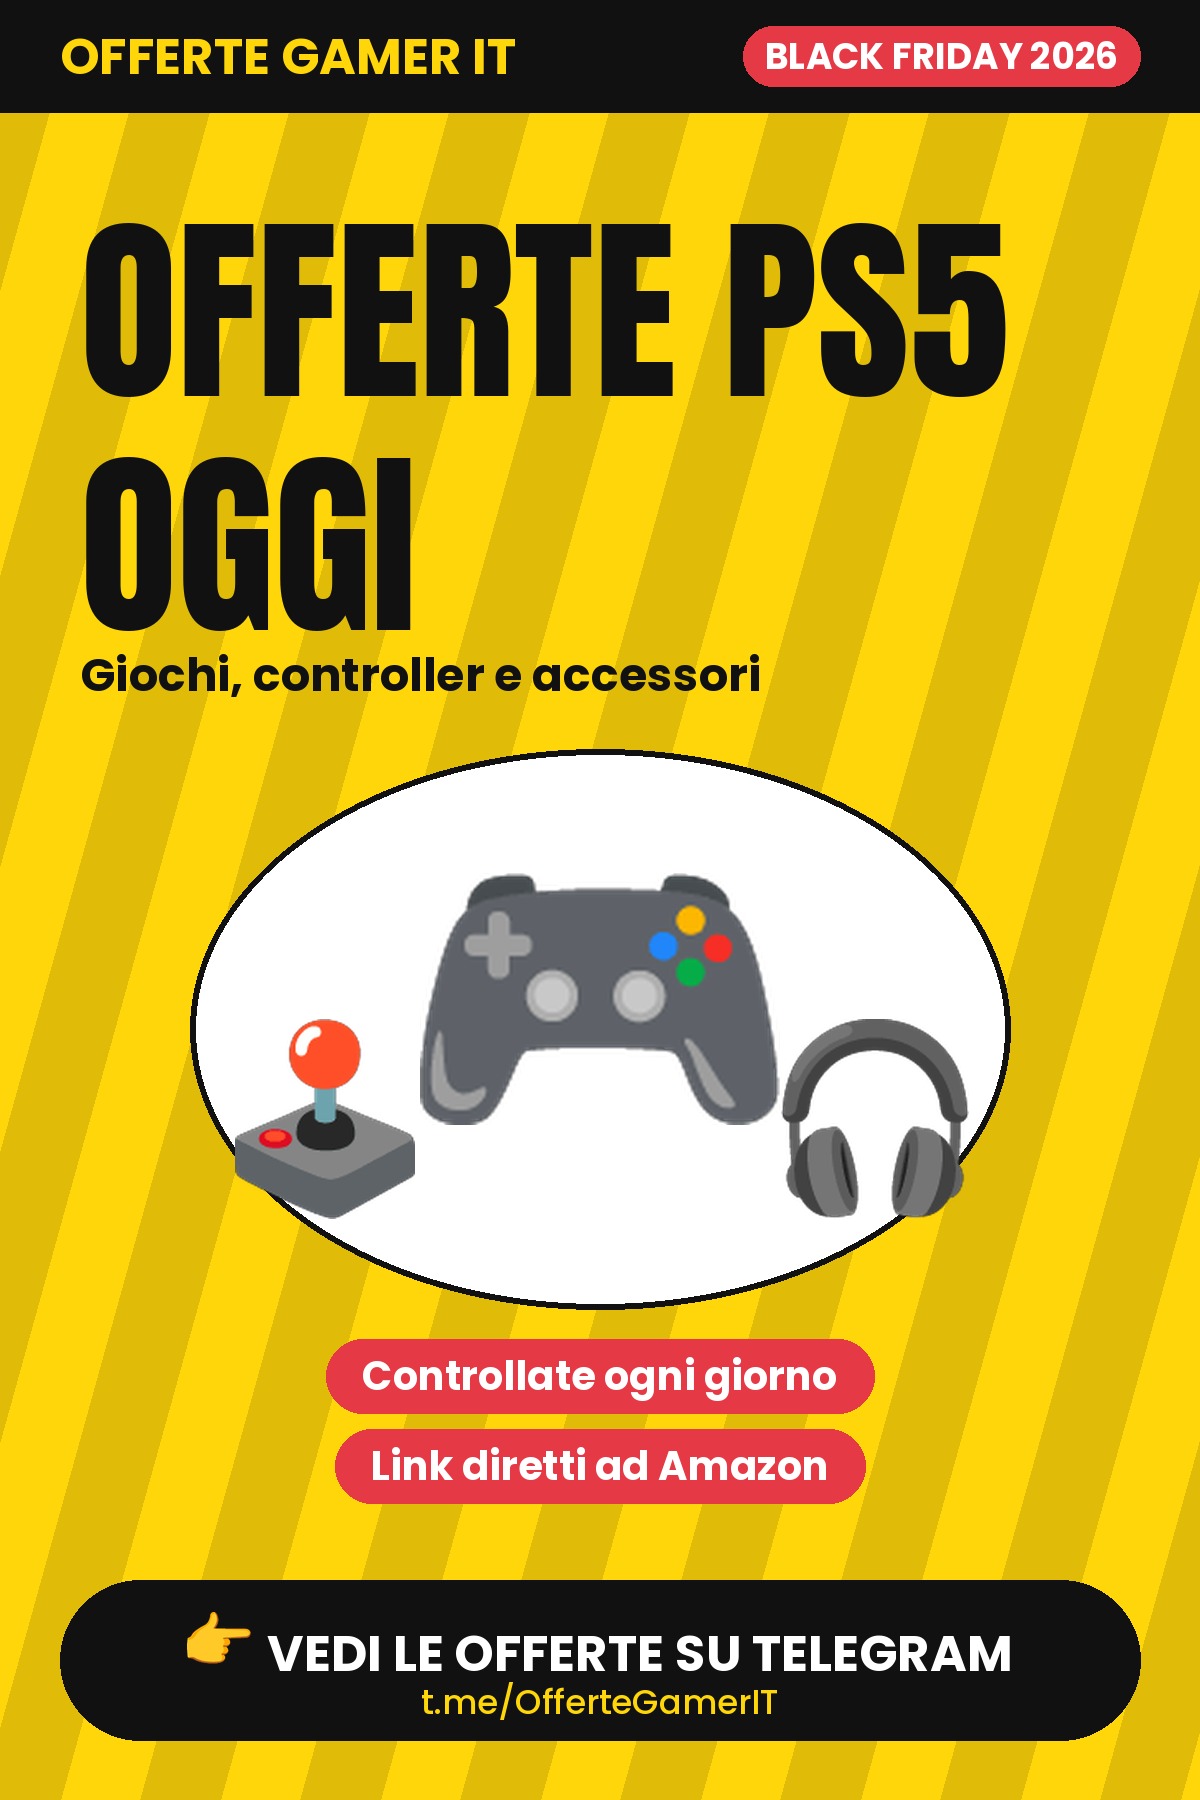 OFFERTE GAMER IT
BLACK FRIDAY 2026
OFFERTE PS5
OGGI
Giochi, controller e accessori
Controllate ogni giorno
Link diretti ad Amazon
👉 VEDI LE OFFERTE SU TELEGRAM
t.me/OfferteGamerIT